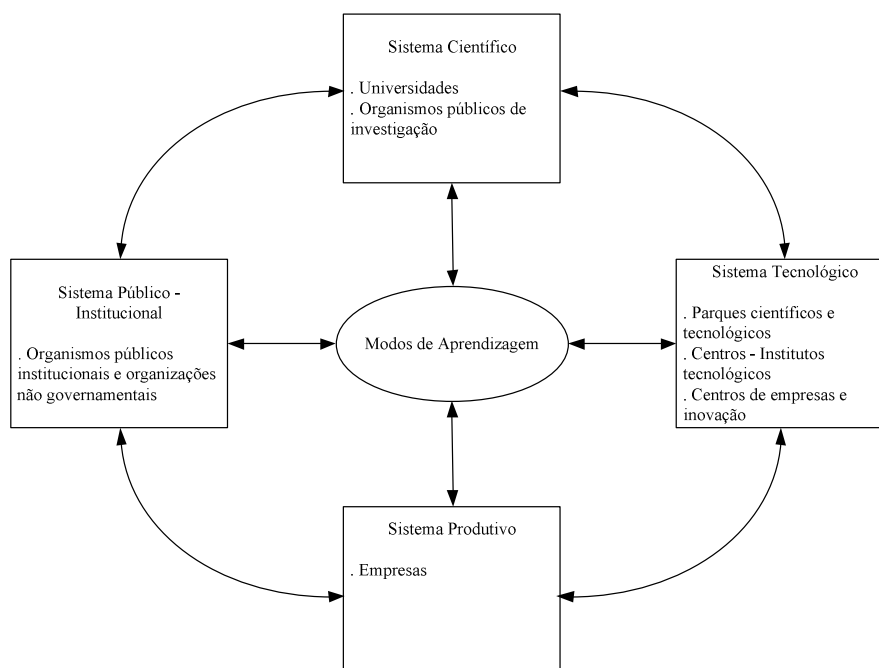 Sistema Científico
. Universidades
. Organismos públicos de
investigação
Sistema Público -
Institucional
. Organismos públicos
institucionais e organizações
não governamentais
Modos de Aprendizagem
Sistema Tecnológico
. Parques científicos e
tecnológicos
. Centros - Institutos
tecnológicos
. Centros de empresas e
inovação
Sistema Produtivo
. Empresas